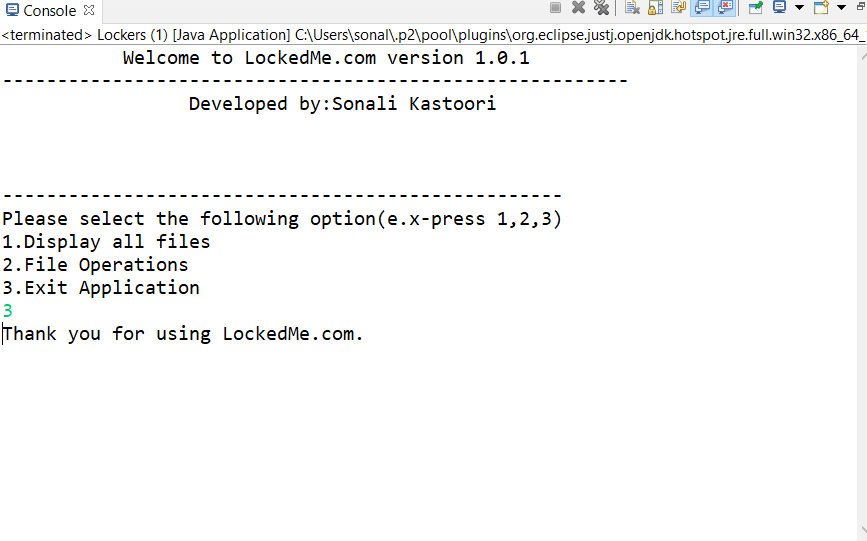 Console
<terminated> Lockers (1) [Java Application] C:\Users\sonal\.p2\pool\plugins\org.eclipse.justj.openjdk.hotspot.jre.full.win32.x86_64_
Welcome to LockedMe.com version 1.0.1
---------------------------------------------------------
Developed by:Sonali Kastoori
---------------------------------------------------
Please select the following option(e.x-press 1,2,3)
1.Display all files
2.File Operations
3.Exit Application
3
Thank you for using LockedMe.com.